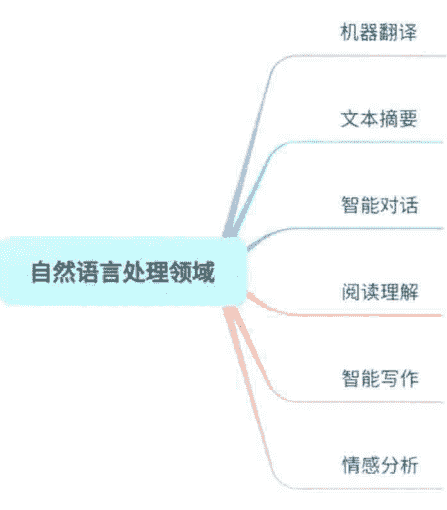 自然语言处理领域
机器翻译
文本摘要
智能对话
阅读理解
智能写作
情感分析